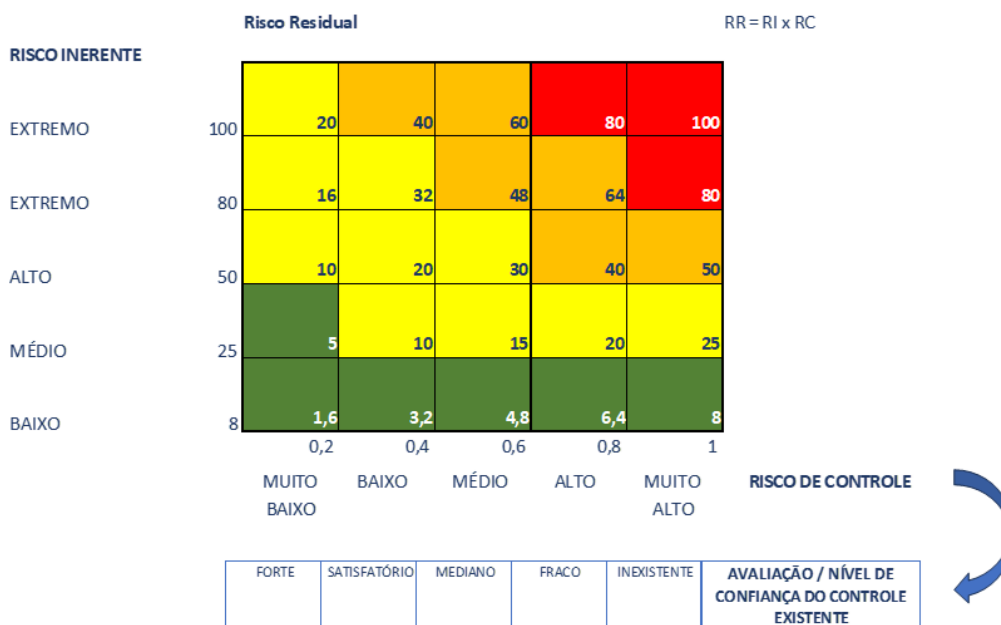 Risco Residual RR = RI x RC
RISCO INERENTE
EXTREMO 100 20 40 60 80 100
EXTREMO 80 16 32 48 64 80
ALTO 50 10 20 30 40 50
MÉDIO 25 5 10 15 20 25
BAIXO 8 1,6 3,2 4,8 6,4 8
0,2 0,4 0,6 0,8 1
MUITO BAIXO MÉDIO ALTO MUITO RISCO DE CONTROLE
BAIXO ALTO
FORTE SATISFATÓRIO MEDIANO FRACO INEXISTENTE AVALIAÇÃO / NÍVEL DE
CONFIANÇA DO CONTROLE
EXISTENTE